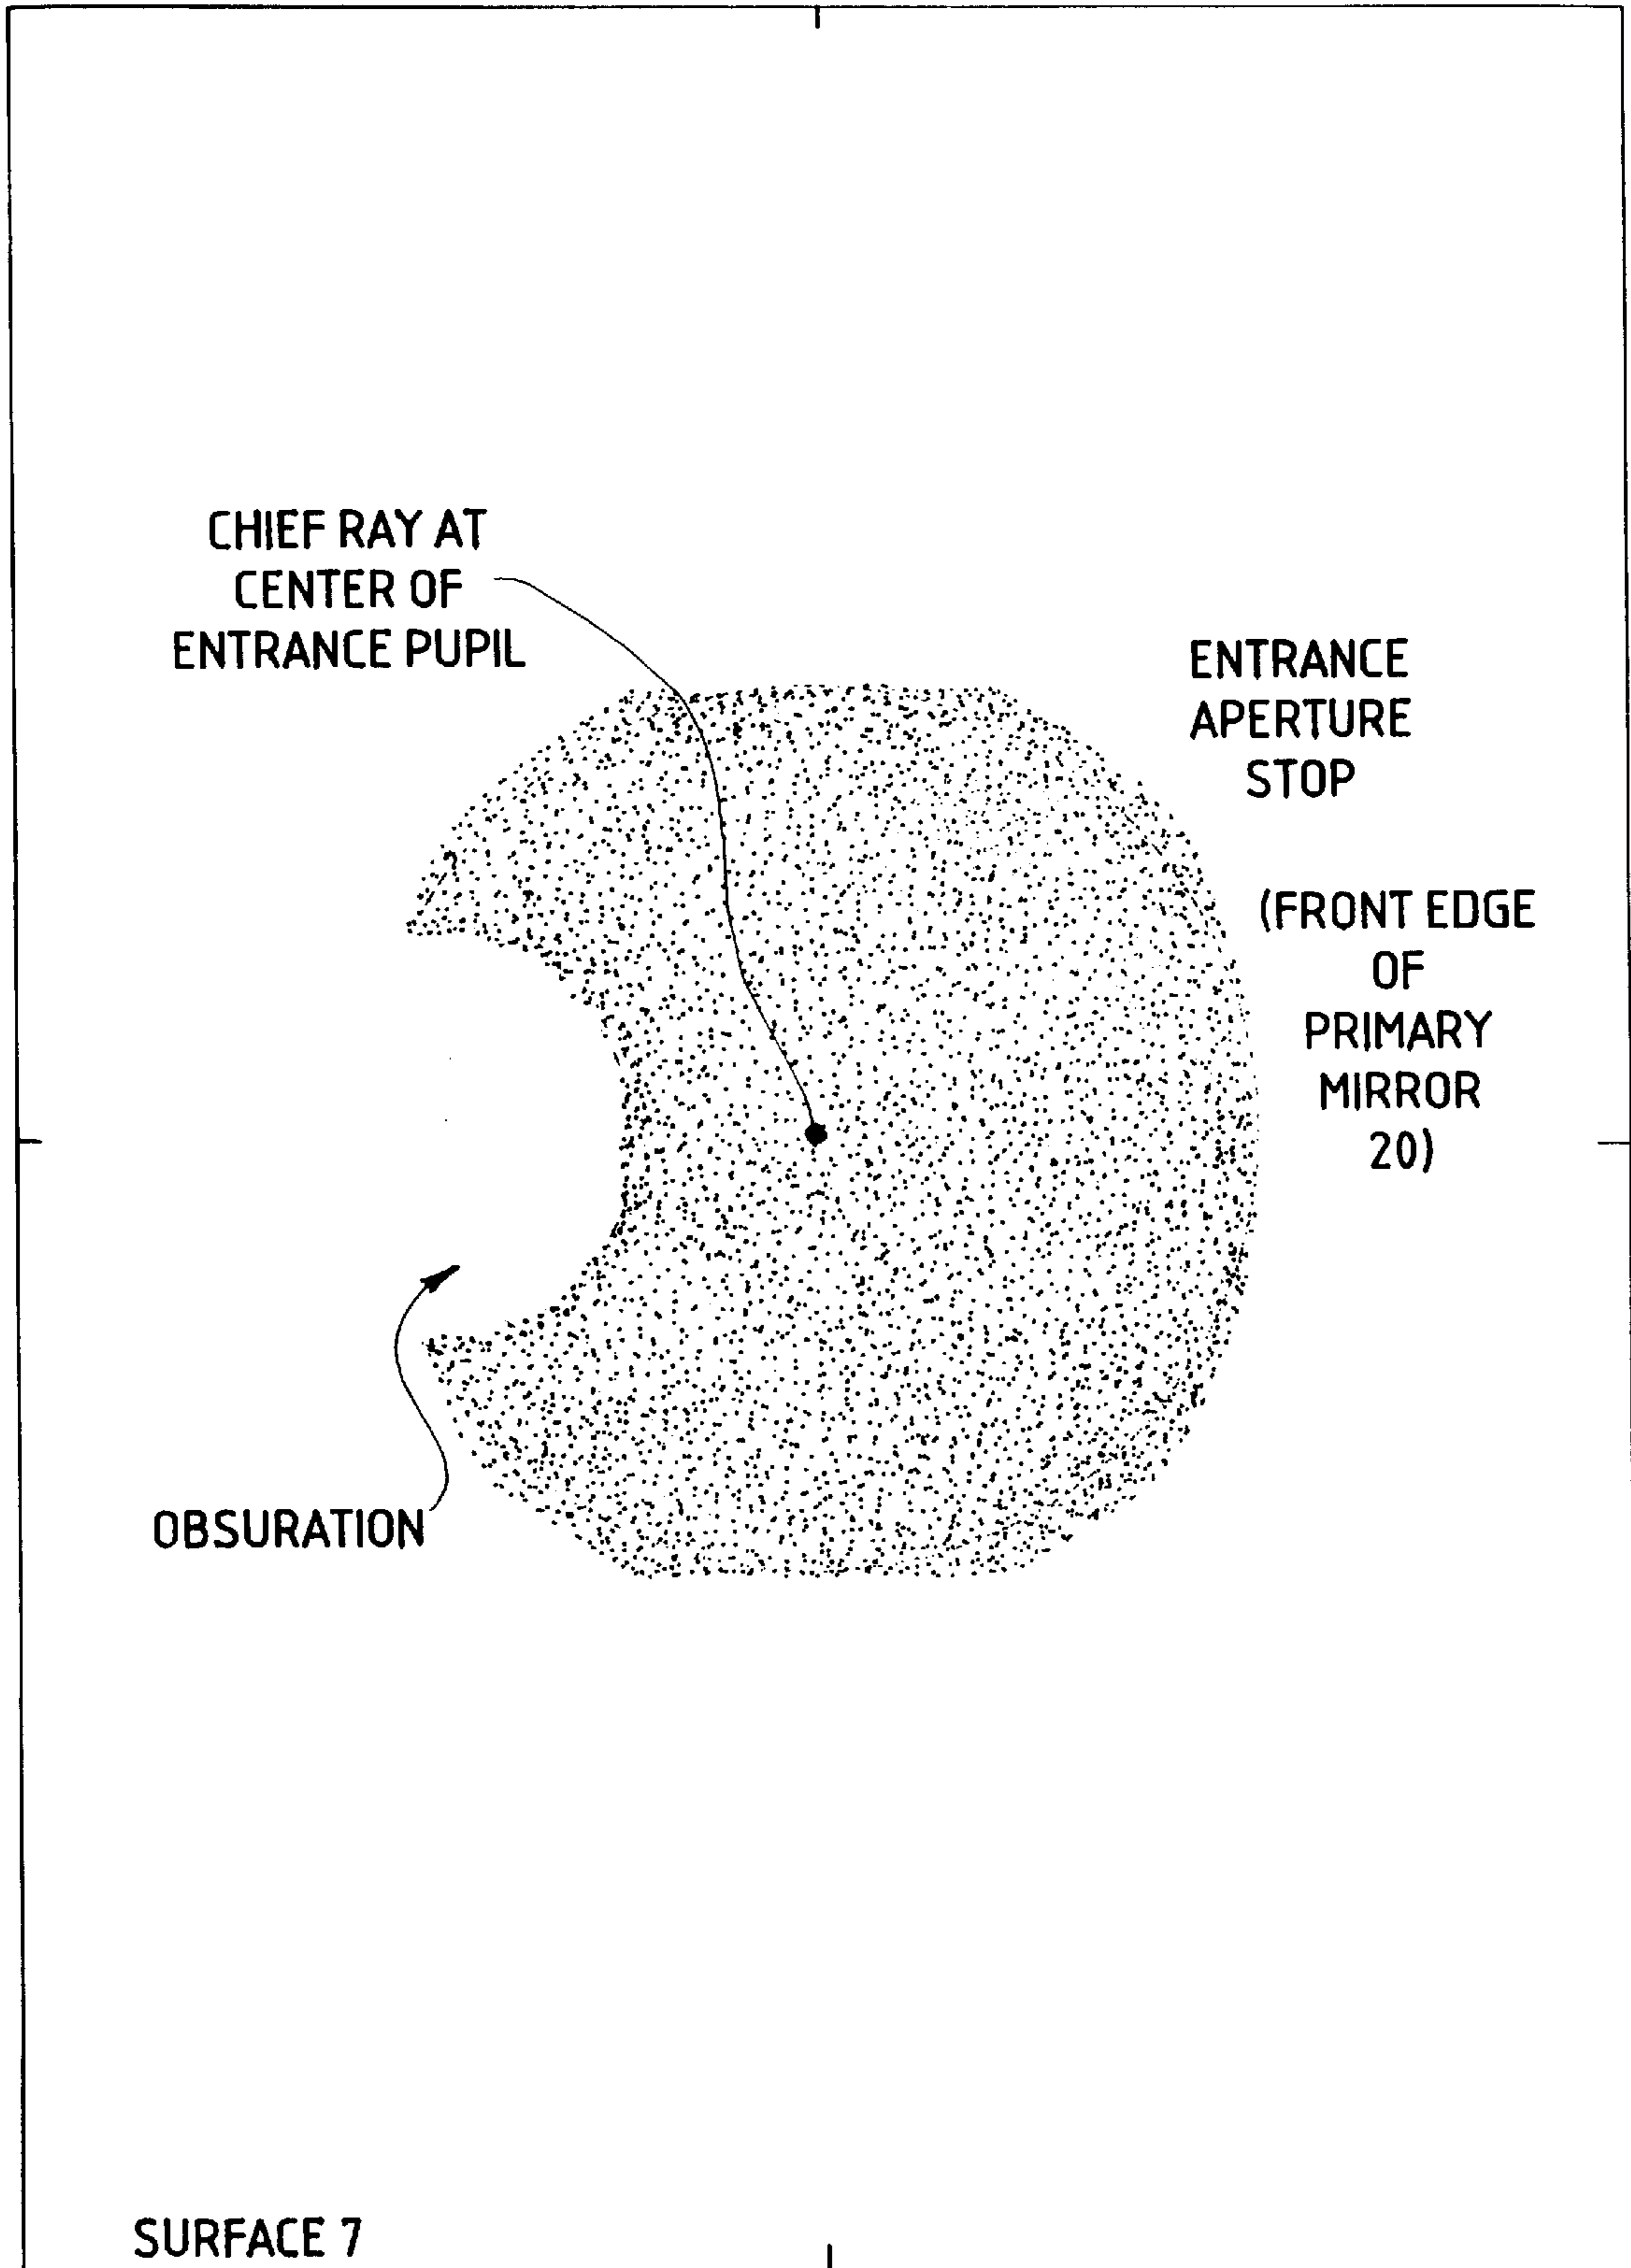 CHIEF RAY AT
CENTER OF
ENTRANCE PUPIL
ENTRANCE
APERTURE
STOP
(FRONT EDGE
OF
PRIMARY
MIRROR
20)
OBSURATION
SURFACE 7